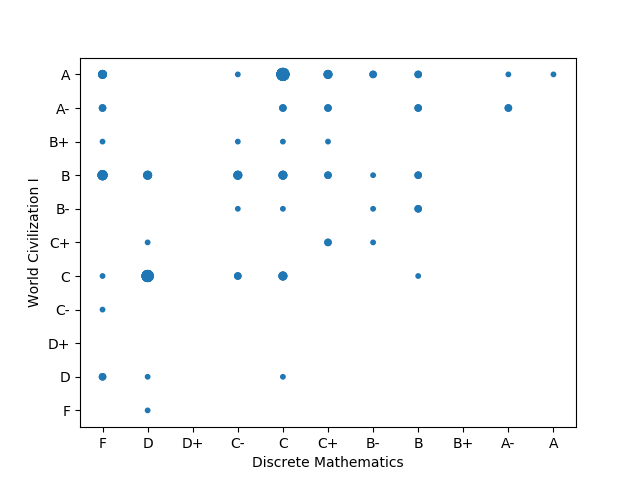 A
A-
B+
B
B-
C+
C
C-
D+
D
F
World Civilization I
F D D+ C- C C+ B- B B+ A- A
Discrete Mathematics